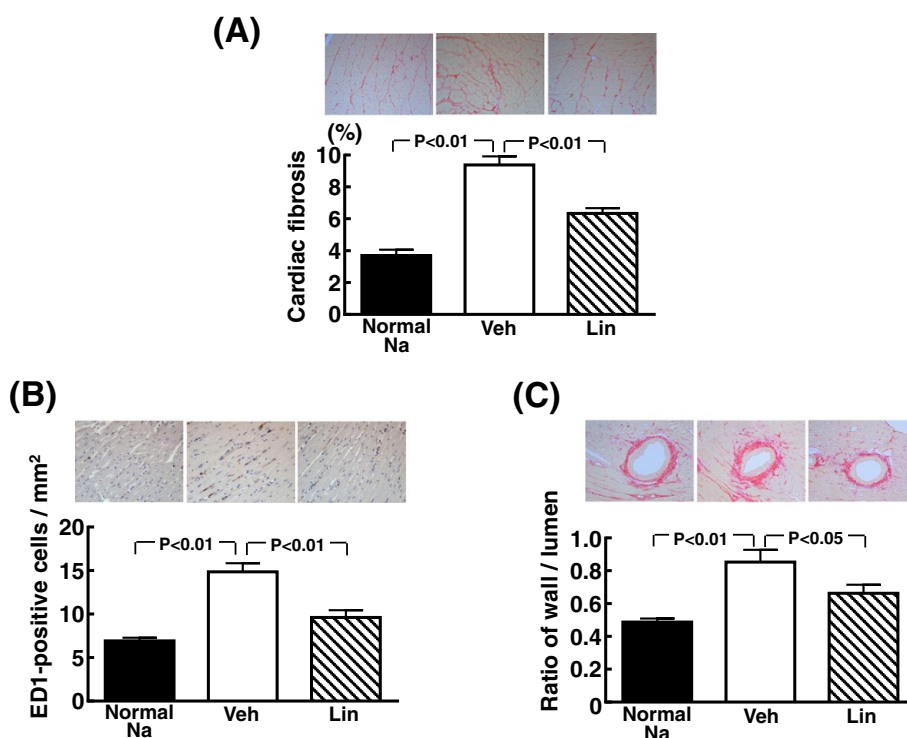 (A)
(%)
P<0.01
P<0.01
Cardiac fibrosis
10
8
6
4
2
0
Normal
Na
Veh
Lin
(B)
ED1-positive cells / mm²
P<0.01
P<0.01
20
15
10
5
0
Normal
Na
Veh
Lin
(C)
Ratio of wall / lumen
P<0.01
P<0.05
1.0
0.8
0.6
0.4
0.2
0
Normal
Na
Veh
Lin